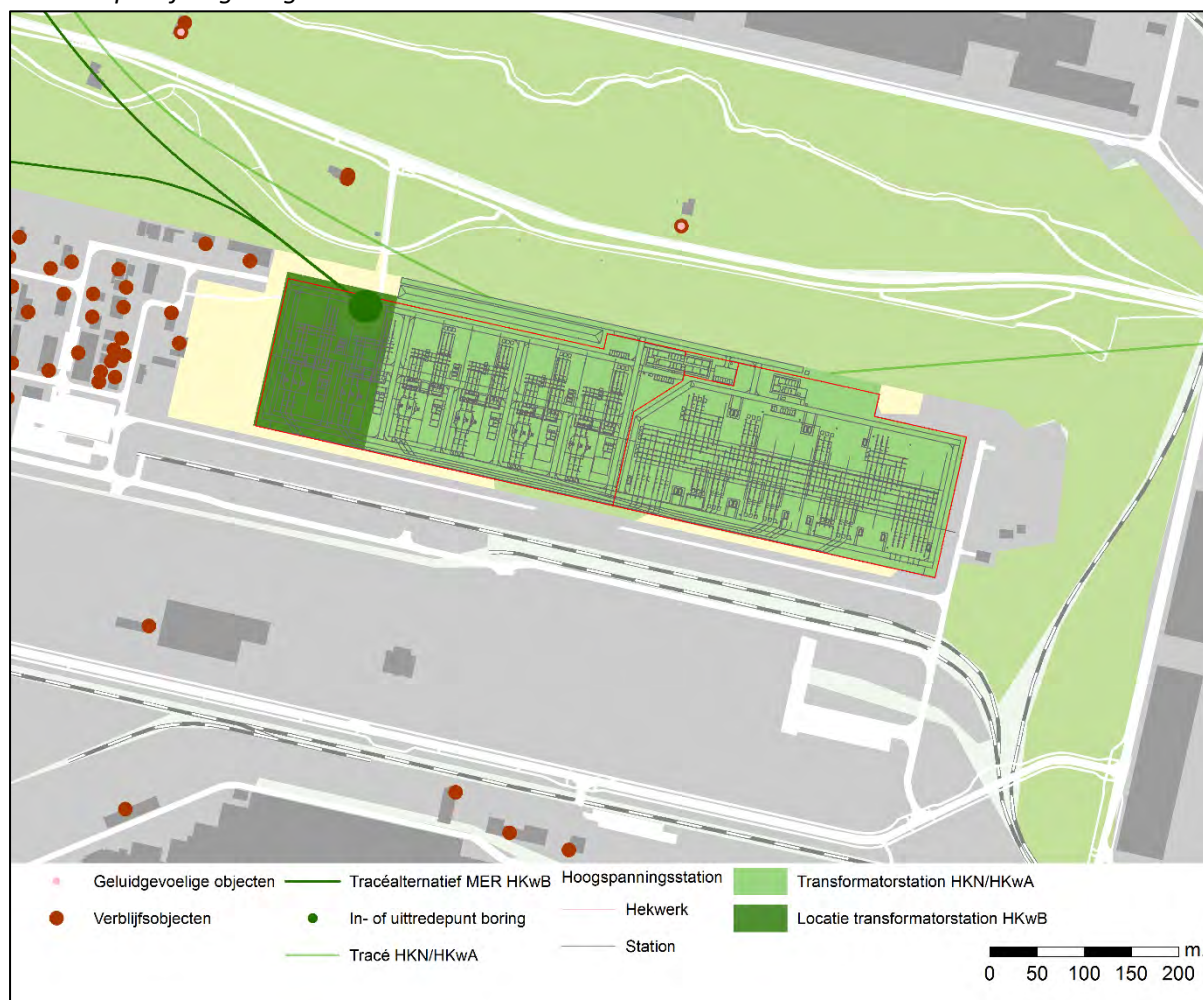 Geluidgevoelige objecten
Verblijfsobjecten
Tracéalternatief MER HKwB
In- of uittredepunt boring
Tracé HKN/HKwA
Hoogspanningsstation
Hekwerk
Station
Transformatorstation HKN/HKwA
Locatie transformatorstation HKwB
m.
0 50 100 150 200